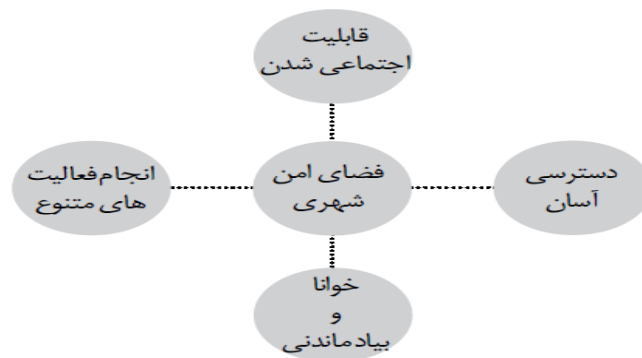 قابلیت
اجتماعی شدن
دسترسی
آسان
فضای امن
شهری
انجام فعالیت
های متنوع
خوانا
و
بیادماندنی